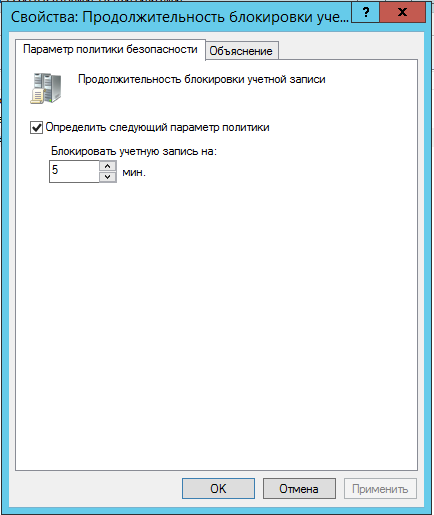 Свойства: Продолжительность блокировки уче...
? x
Параметр политики безопасности Объяснение
Продолжительность блокировки учетной записи
Определить следующий параметр политики
Блокировать учетную запись на:
5 мин.
OK Отмена Применить